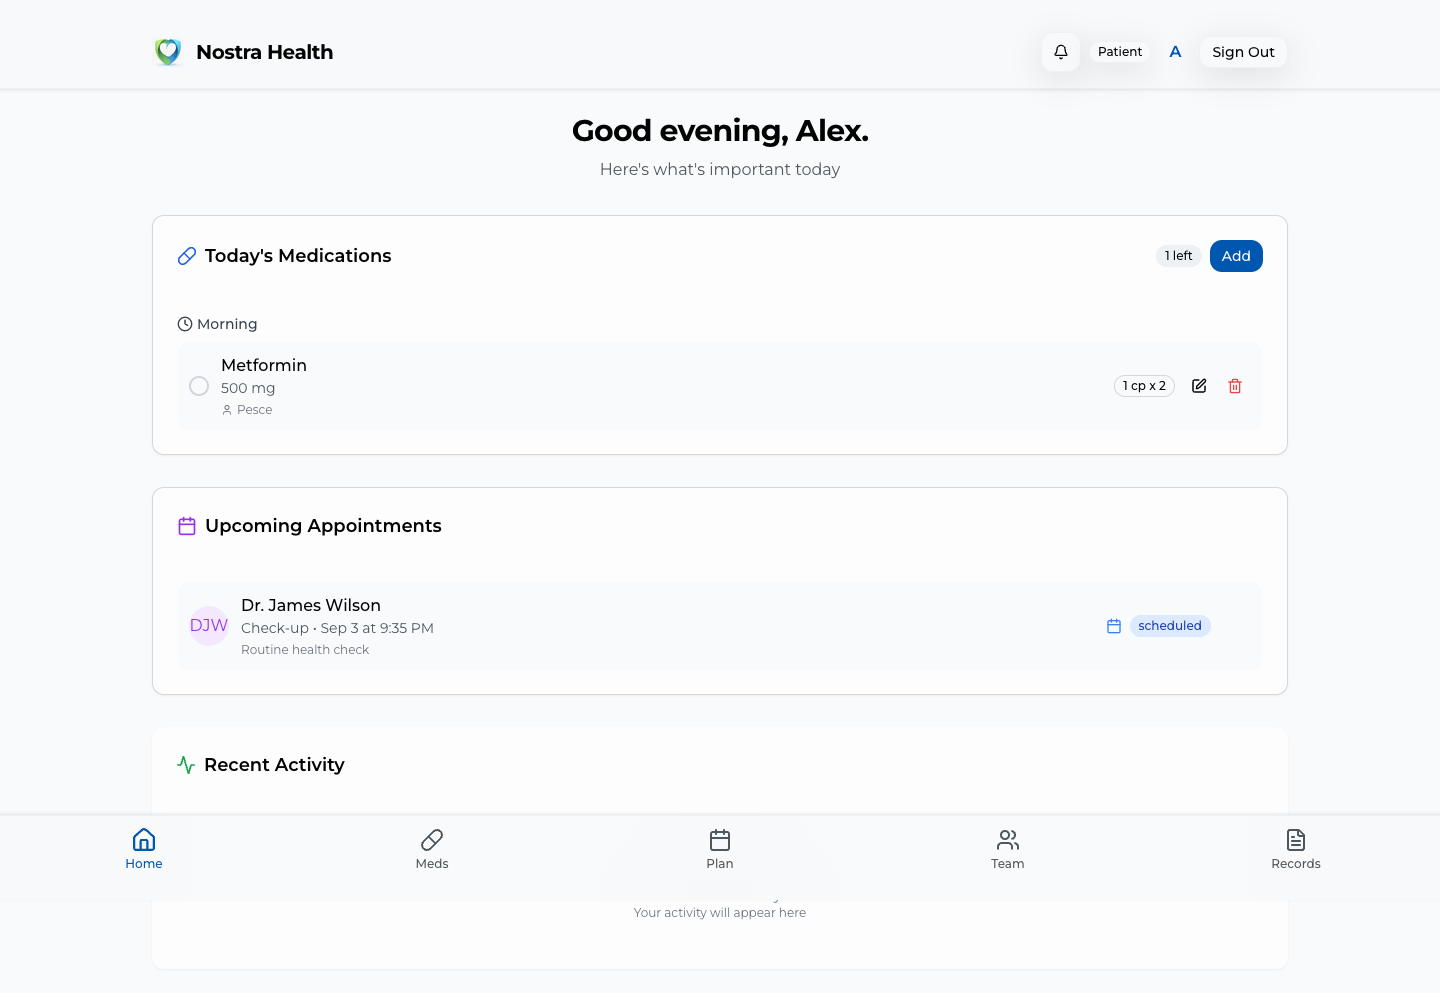 Nostra Health
Patient
A
Sign Out
Good evening, Alex.
Here's what's important today
Today's Medications
1 left
Add
Morning
Metformin
500 mg
Pesce
1 cp x 2
Upcoming Appointments
DJW
Dr. James Wilson
Check-up • Sep 3 at 9:35 PM
Routine health check
scheduled
Recent Activity
Home
Meds
Plan
Team
Records
Your activity will appear here